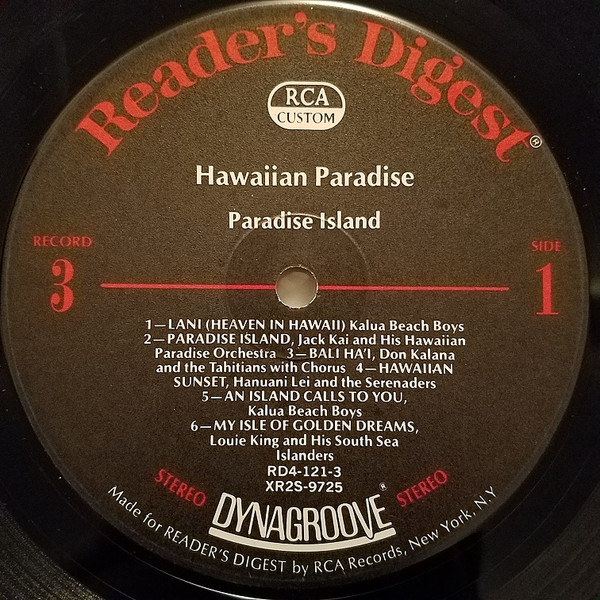 Reader's Digest®
RCA
CUSTOM
Hawaiian Paradise
Paradise Island
RECORD
3
SIDE
1
1—LANI (HEAVEN IN HAWAII) Kalua Beach Boys
2—PARADISE ISLAND, Jack Kai and His Hawaiian
Paradise Orchestra 3—BALI HA'I, Don Kalana
and the Tahitians with Chorus 4—HAWAIIAN
SUNSET, Hanuani Lei and the Serenaders
5—AN ISLAND CALLS TO YOU,
Kalua Beach Boys
6—MY ISLE OF GOLDEN DREAMS,
Louie King and His South Sea
Islanders
RD4-121-3
XR2S-9725
STEREO DYNAGROOVE® STEREO
Made for READER'S DIGEST by RCA Records, New York, N.Y